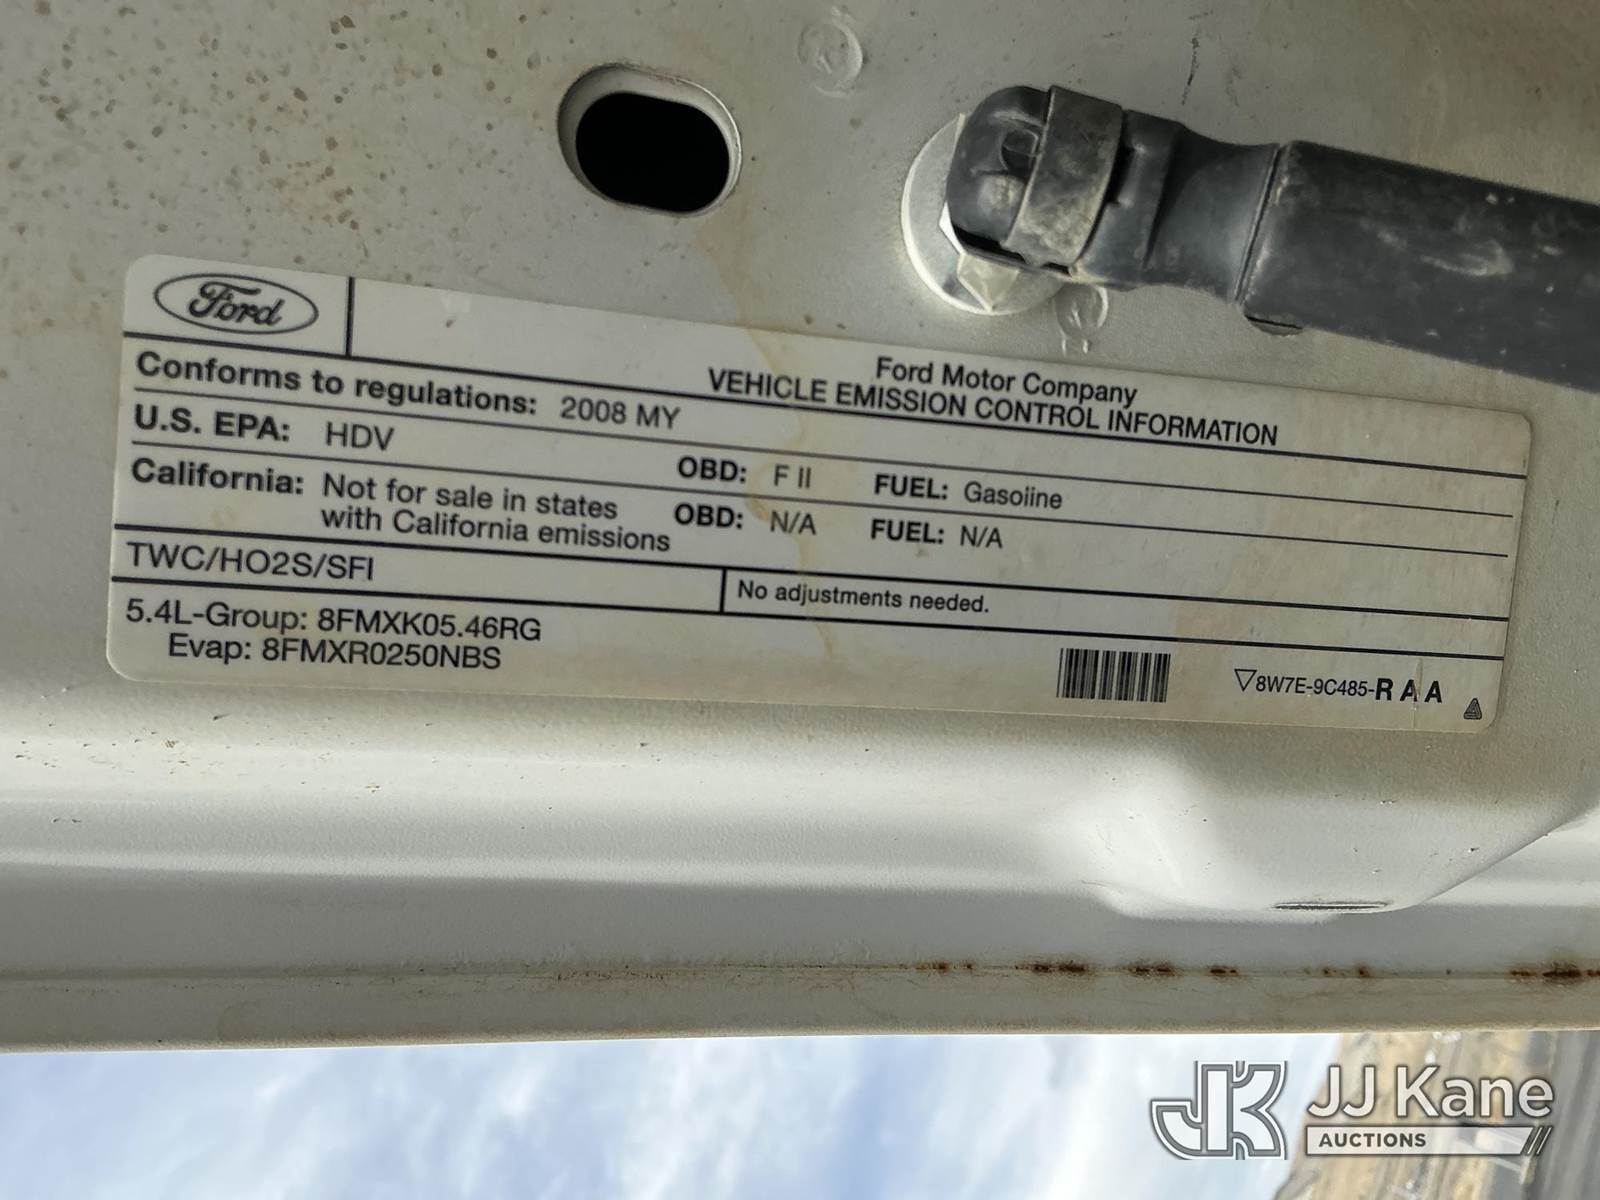 Ford
Ford Motor Company
VEHICLE EMISSION CONTROL INFORMATION
Conforms to regulations: 2008 MY
U.S. EPA: HDV OBD: F II FUEL: Gasoline
California: Not for sale in states with California emissions OBD: N/A FUEL: N/A
TWC/HO2S/SFI
No adjustments needed.
5.4L-Group: 8FMXK05.46RG
Evap: 8FMXR0250NBS
8W7E-9C485-RAA
JK JJ Kane
AUCTIONS